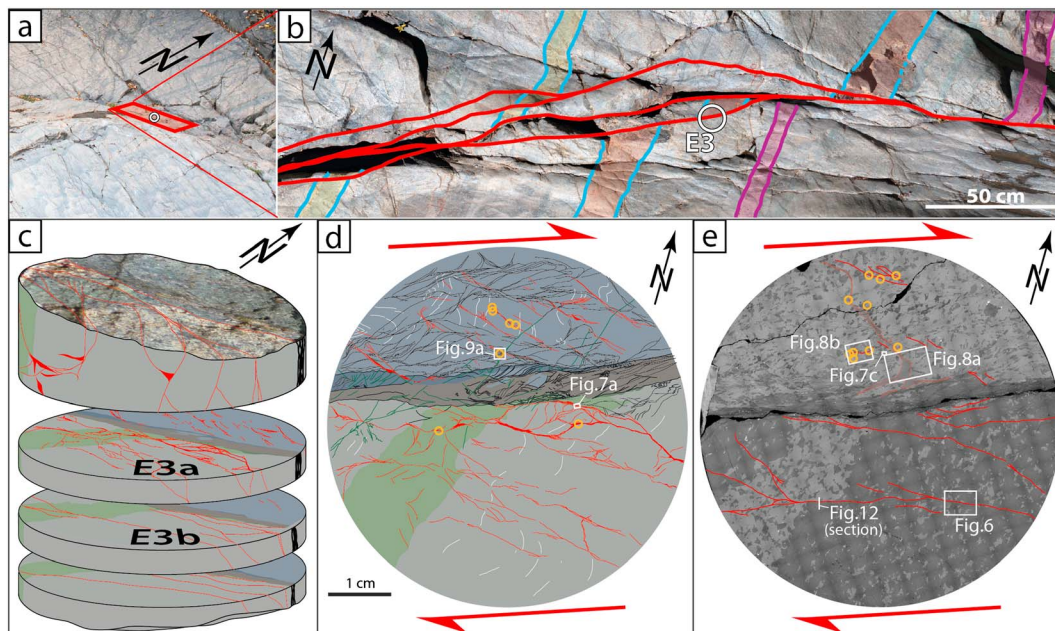 a
N
b
N
E3
50 cm
c
N
E3a
E3b
d
N
Fig.9a
Fig.7a
1 cm
e
N
Fig.8b
Fig.7c
Fig.8a
Fig.12
(section)
Fig.6